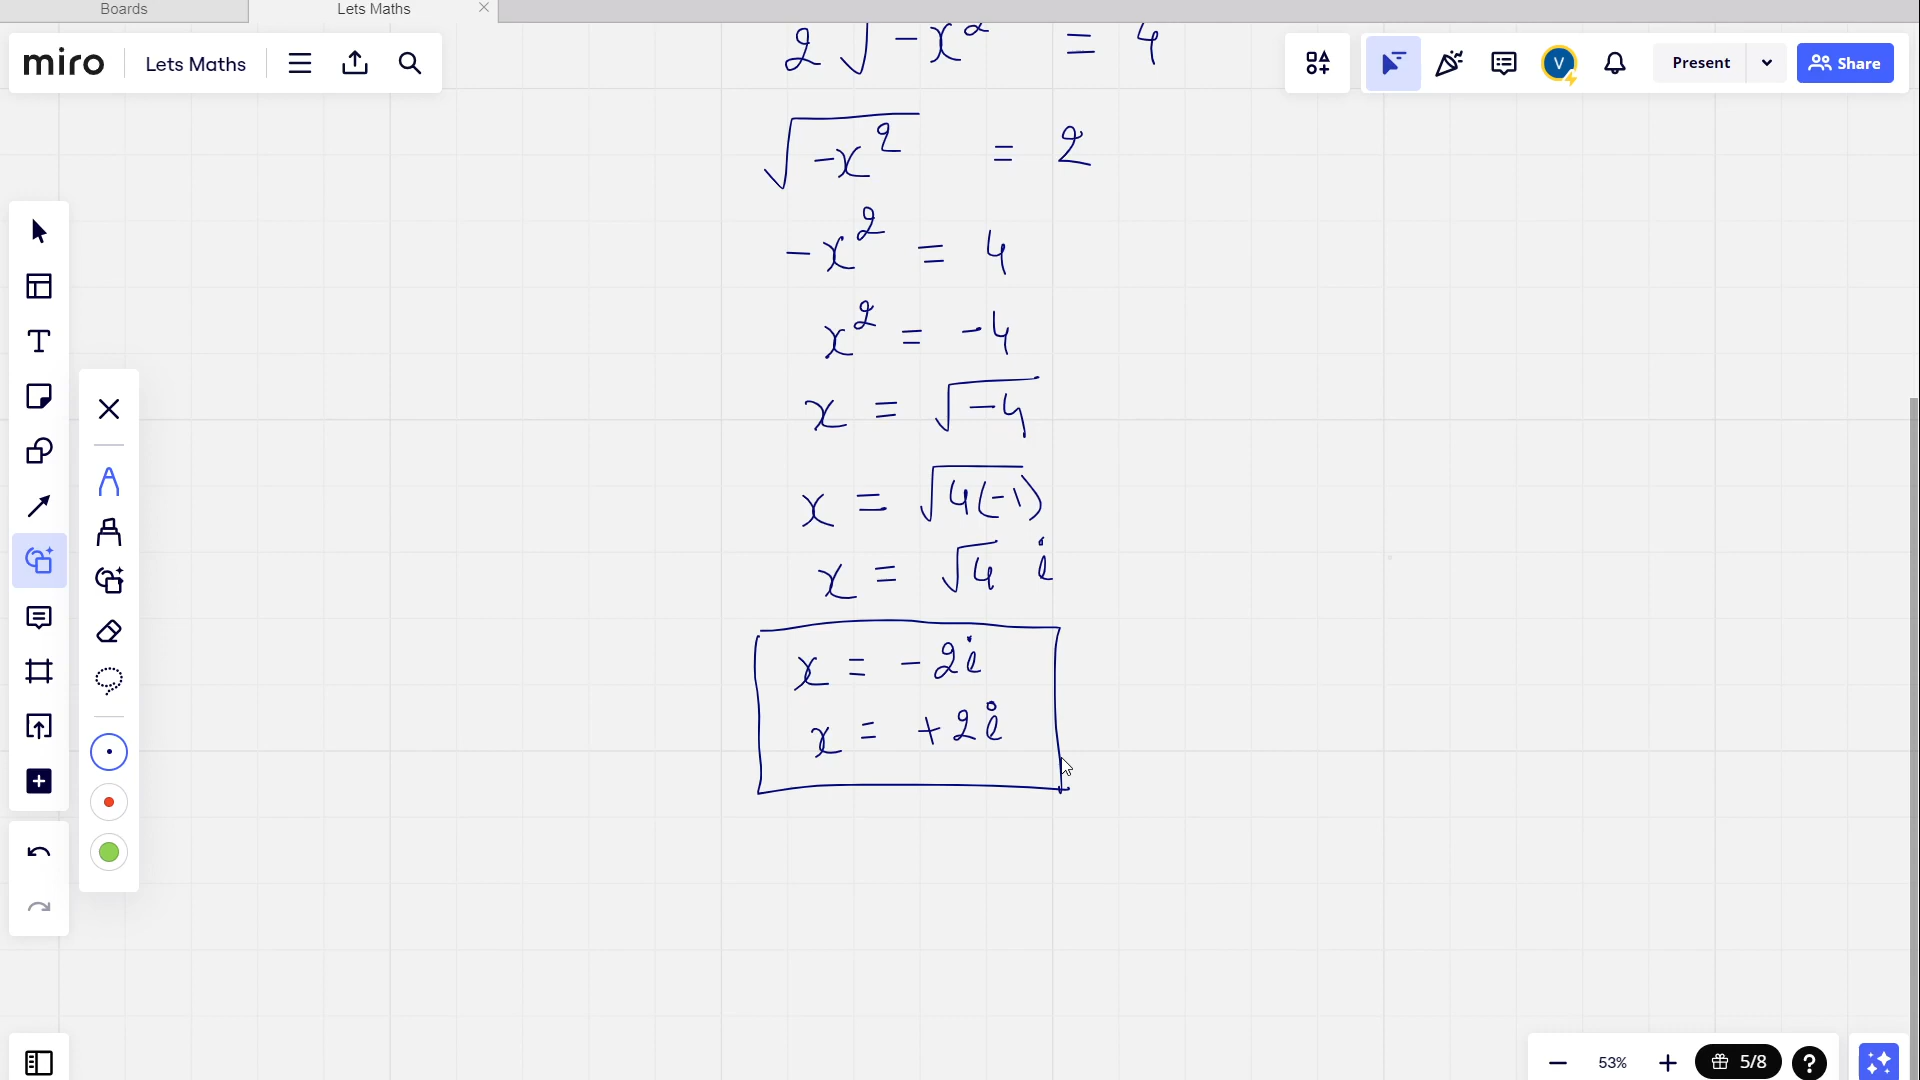 Boards
Lets Maths
miro
Lets Maths
Present
Share
V
2√-x² = 4
√-x² = 2
-x² = 4
x² = -4
x = √-4
x = √4(-1)
x = √4 i
x = -2i
x = +2i
T
53%
5/8
?